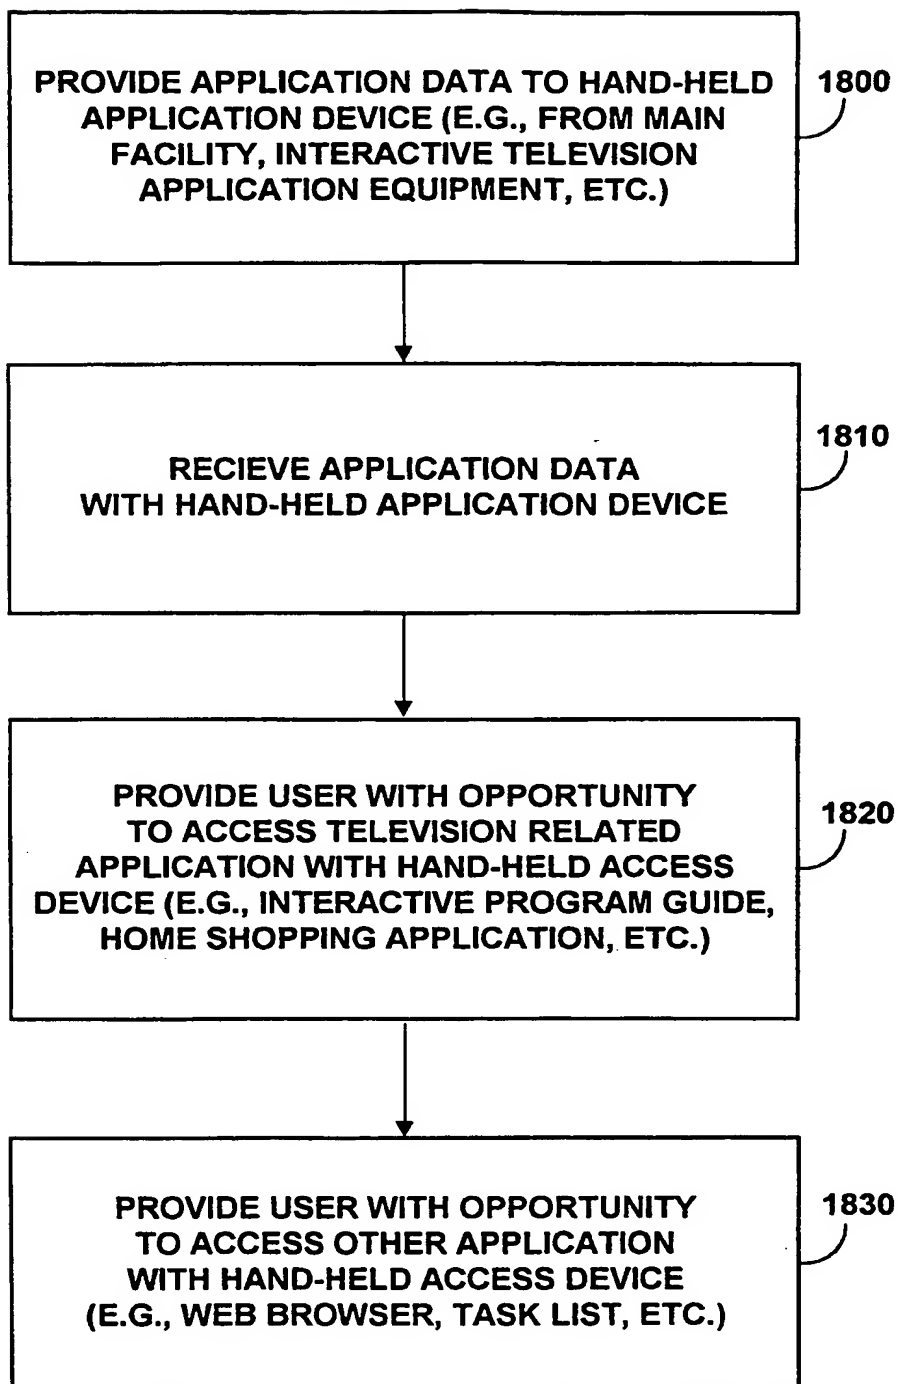 PROVIDE APPLICATION DATA TO HAND-HELD
APPLICATION DEVICE (E.G., FROM MAIN
FACILITY, INTERACTIVE TELEVISION
APPLICATION EQUIPMENT, ETC.)
1800
RECIEVE APPLICATION DATA
WITH HAND-HELD APPLICATION DEVICE
1810
PROVIDE USER WITH OPPORTUNITY
TO ACCESS TELEVISION RELATED
APPLICATION WITH HAND-HELD ACCESS
DEVICE (E.G., INTERACTIVE PROGRAM GUIDE,
HOME SHOPPING APPLICATION, ETC.)
1820
PROVIDE USER WITH OPPORTUNITY
TO ACCESS OTHER APPLICATION
WITH HAND-HELD ACCESS DEVICE
(E.G., WEB BROWSER, TASK LIST, ETC.)
1830